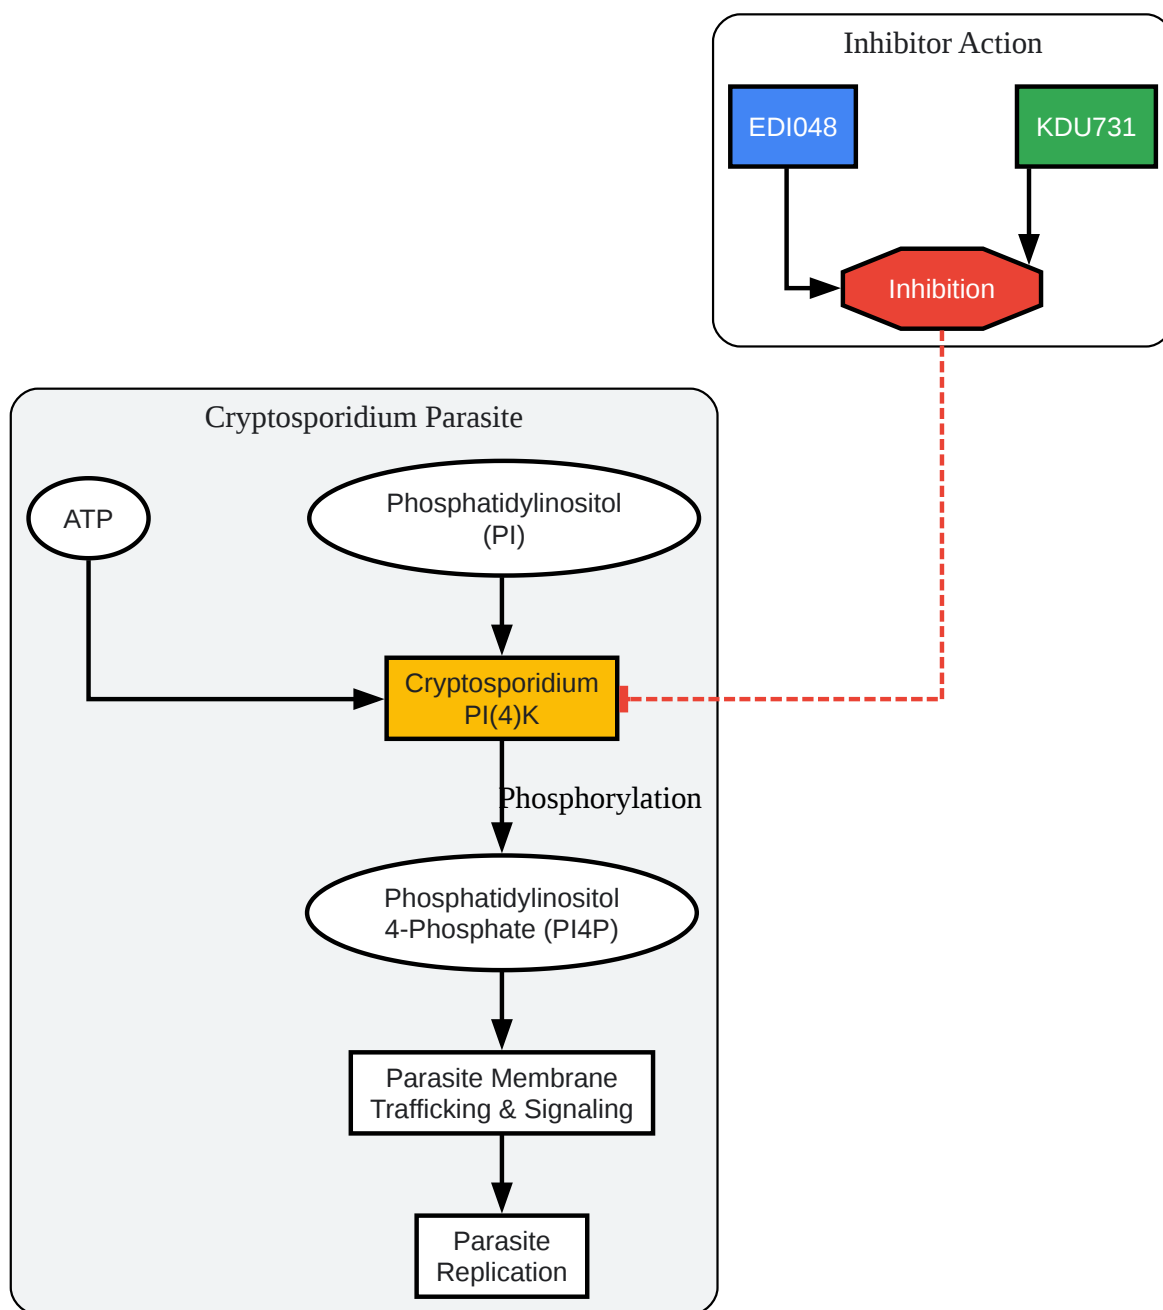 Inhibitor Action
EDI048
KDU731
Inhibition
Cryptosporidium Parasite
ATP
Phosphatidylinositol
(PI)
Cryptosporidium
PI(4)K
Phosphorylation
Phosphatidylinositol
4-Phosphate (PI4P)
Parasite Membrane
Trafficking & Signaling
Parasite
Replication